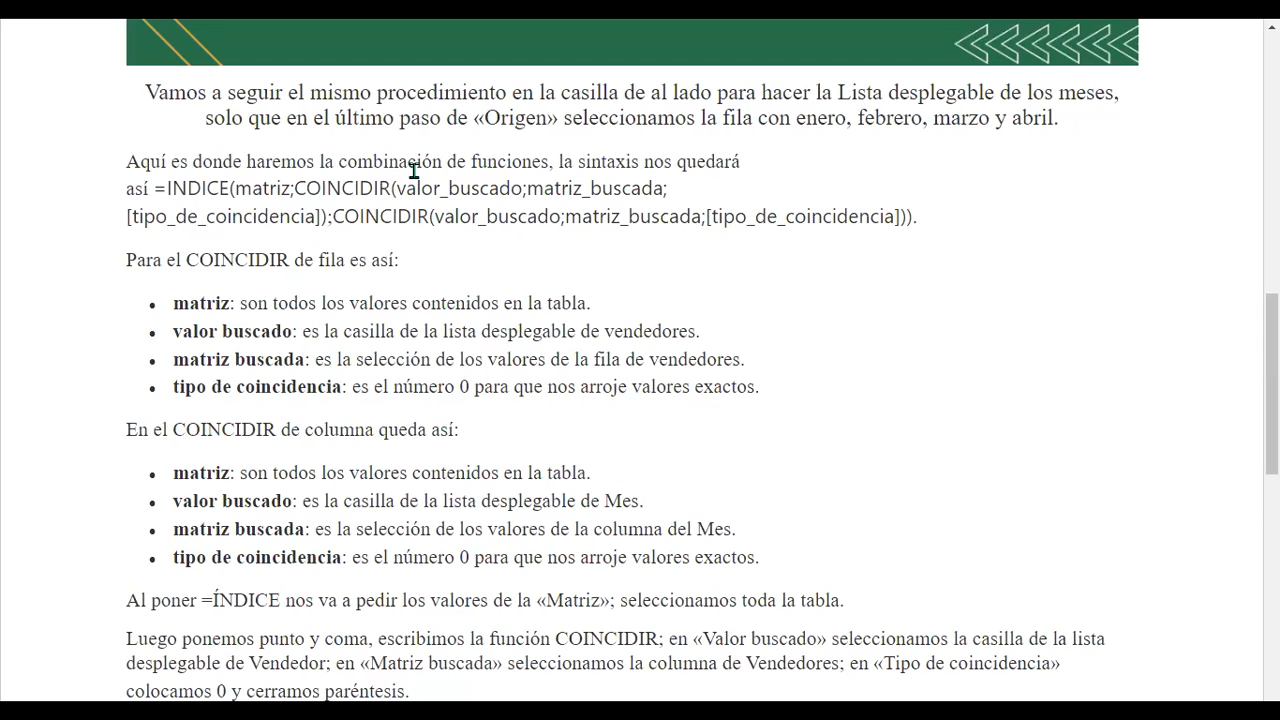 Vamos a seguir el mismo procedimiento en la casilla de al lado para hacer la Lista desplegable de los meses,
solo que en el último paso de «Origen» seleccionamos la fila con enero, febrero, marzo y abril.
Aquí es donde haremos la combinación de funciones, la sintaxis nos quedará
así =INDICE(matriz;COINCIDIR(valor_buscado;matriz_buscada;
[tipo_de_coincidencia]);COINCIDIR(valor_buscado;matriz_buscada;[tipo_de_coincidencia])).
Para el COINCIDIR de fila es así:
• matriz: son todos los valores contenidos en la tabla.
• valor buscado: es la casilla de la lista desplegable de vendedores.
• matriz buscada: es la selección de los valores de la fila de vendedores.
• tipo de coincidencia: es el número 0 para que nos arroje valores exactos.
En el COINCIDIR de columna queda así:
• matriz: son todos los valores contenidos en la tabla.
• valor buscado: es la casilla de la lista desplegable de Mes.
• matriz buscada: es la selección de los valores de la columna del Mes.
• tipo de coincidencia: es el número 0 para que nos arroje valores exactos.
Al poner =ÍNDICE nos va a pedir los valores de la «Matriz»; seleccionamos toda la tabla.
Luego ponemos punto y coma, escribimos la función COINCIDIR; en «Valor buscado» seleccionamos la casilla de la lista
desplegable de Vendedor; en «Matriz buscada» seleccionamos la columna de Vendedores; en «Tipo de coincidencia»
colocamos 0 y cerramos paréntesis.